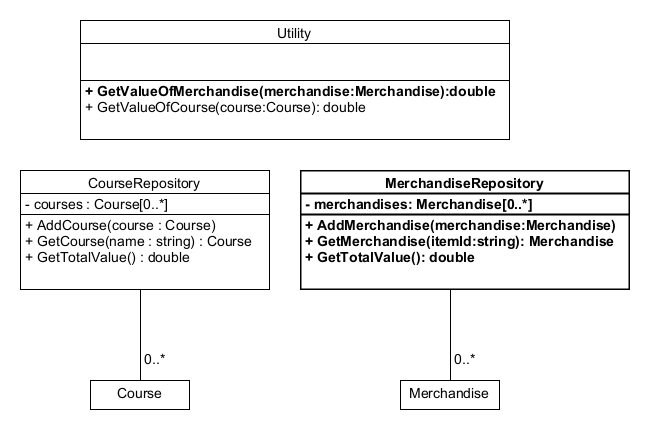 Utility
+ GetValueOfMerchandise(merchandise:Merchandise):double
+ GetValueOfCourse(course:Course): double
CourseRepository
- courses : Course[0..*]
+ AddCourse(course : Course)
+ GetCourse(name : string) : Course
+ GetTotalValue() : double
MerchandiseRepository
- merchandises: Merchandise[0..*]
+ AddMerchandise(merchandise:Merchandise)
+ GetMerchandise(itemId:string): Merchandise
+ GetTotalValue(): double
0..*
0..*
Course
Merchandise